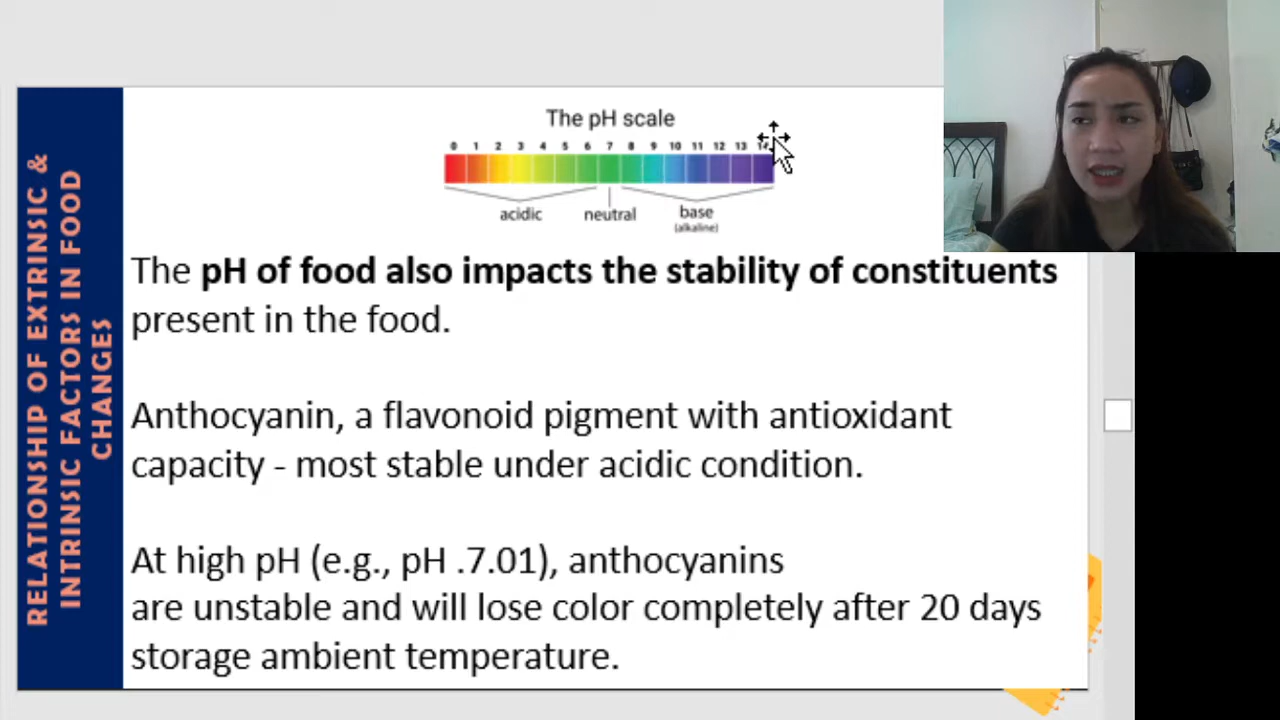 RELATIONSHIP OF EXTRINSIC &
INTRINSIC FACTORS IN FOOD
CHANGES
The pH scale
0 1 2 3 4 5 6 7 8 9 10 11 12 13
acidic neutral base
(alkaline)
The pH of food also impacts the stability of constituents
present in the food.
Anthocyanin, a flavonoid pigment with antioxidant
capacity - most stable under acidic condition.
At high pH (e.g., pH .7.01), anthocyanins
are unstable and will lose color completely after 20 days
storage ambient temperature.